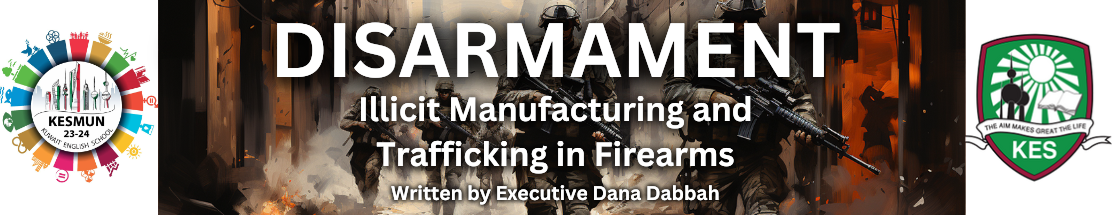 KESMUN
23-24
KUWAIT ENGLISH SCHOOL
DISARMAMENT
Illicit Manufacturing and
Trafficking in Firearms
Written by Executive Dana Dabbah
THE AIM MAKES GREAT THE LIFE
KES